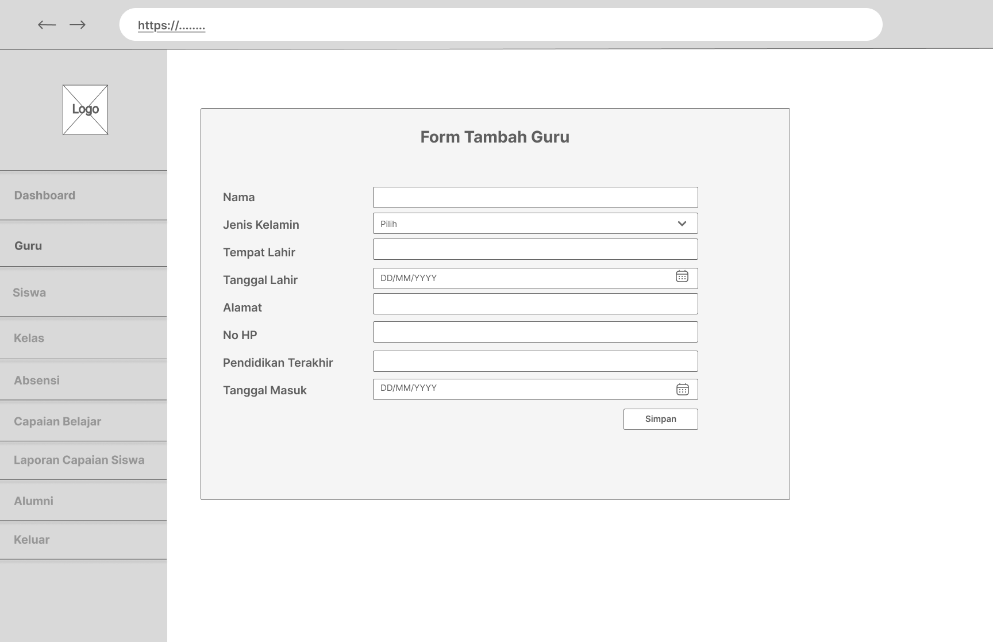 https://........
Logo
Dashboard
Guru
Siswa
Kelas
Absensi
Capaian Belajar
Laporan Capaian Siswa
Alumni
Keluar
Form Tambah Guru
Nama
Jenis Kelamin Pilih
Tempat Lahir
Tanggal Lahir DD/MM/YYYY
Alamat
No HP
Pendidikan Terakhir
Tanggal Masuk DD/MM/YYYY
Simpan